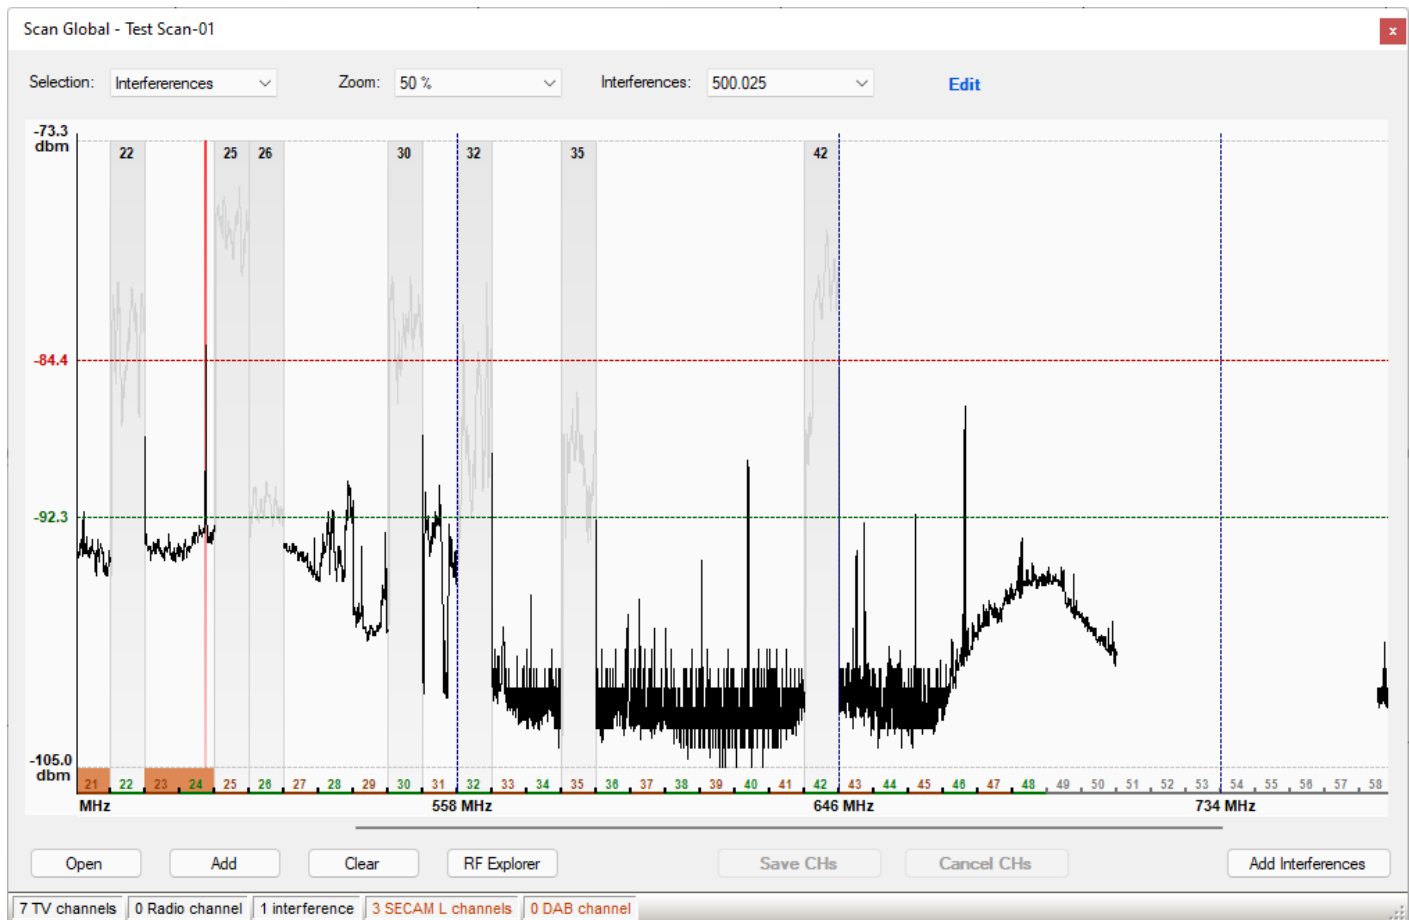 Scan Global - Test Scan-01
x
Selection: Interfererences Zoom: 50 % Interferences: 500.025 Edit
-73.3
dbm
22 25 26 30 32 35 42
-84.4
-92.3
-105.0
dbm
21 22 23 24 25 26 27 28 29 30 31 32 33 34 35 36 37 38 39 40 41 42 43 44 45 46 47 48 49 50 51 52 53 54 55 56 57 58
MHz 558 MHz 646 MHz 734 MHz
Open Add Clear RF Explorer Save CHs Cancel CHs Add Interferences
7 TV channels 0 Radio channel 1 interference 3 SECAM L channels 0 DAB channel